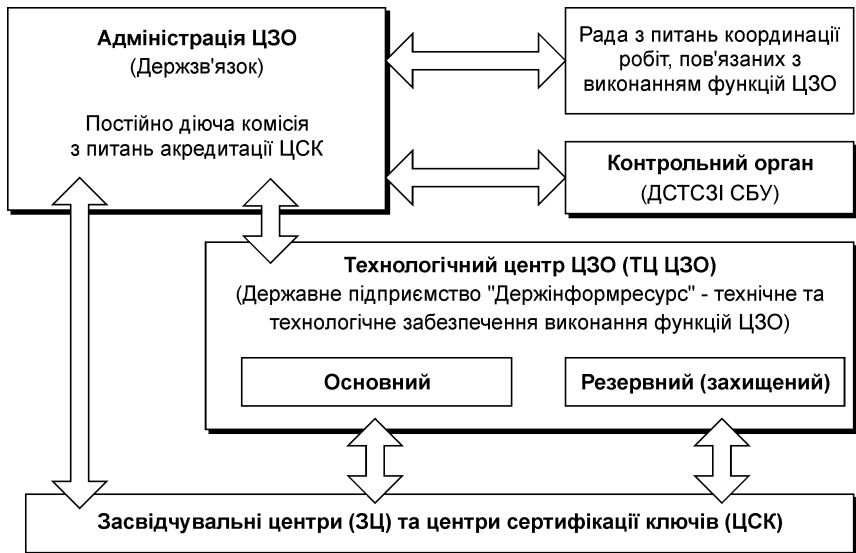 Адміністрація ЦЗО
(Держзв'язок)
Постійно діюча комісія
з питань акредитації ЦСК
Рада з питань координації
робіт, пов'язаних з
виконанням функцій ЦЗО
Контрольний орган
(ДСТСЗІ СБУ)
Технологічний центр ЦЗО (ТЦ ЦЗО)
(Державне підприємство "Держінформресурс" - технічне та
технологічне забезпечення виконання функцій ЦЗО)
Основний
Резервний (захищений)
Засвідчувальні центри (ЗЦ) та центри сертифікації ключів (ЦСК)